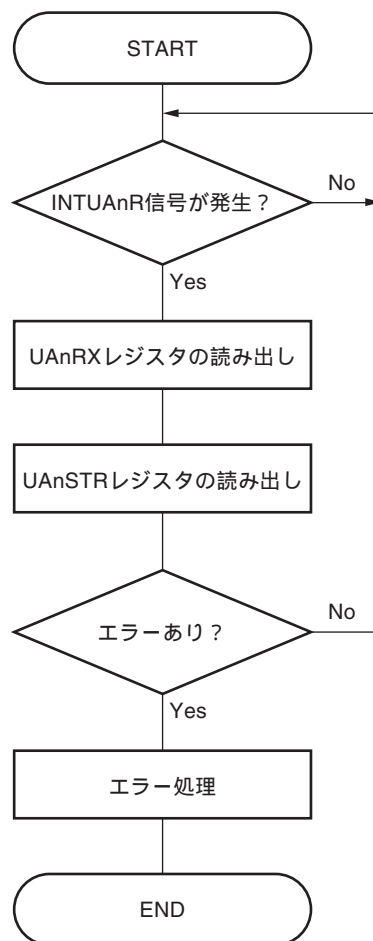 START
INTUAnR信号が発生？
No
Yes
UAnRXレジスタの読み出し
UAnSTRレジスタの読み出し
エラーあり？
No
Yes
エラー処理
END